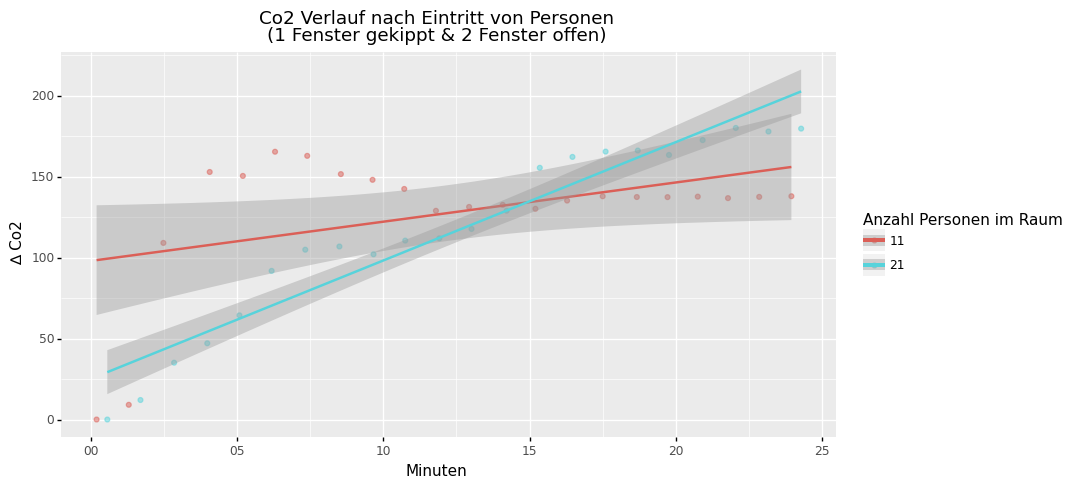 Co2 Verlauf nach Eintritt von Personen
(1 Fenster gekippt & 2 Fenster offen)
200
150
100
50
0
Δ Co2
00 05 10 15 20 25
Minuten
Anzahl Personen im Raum
11
21